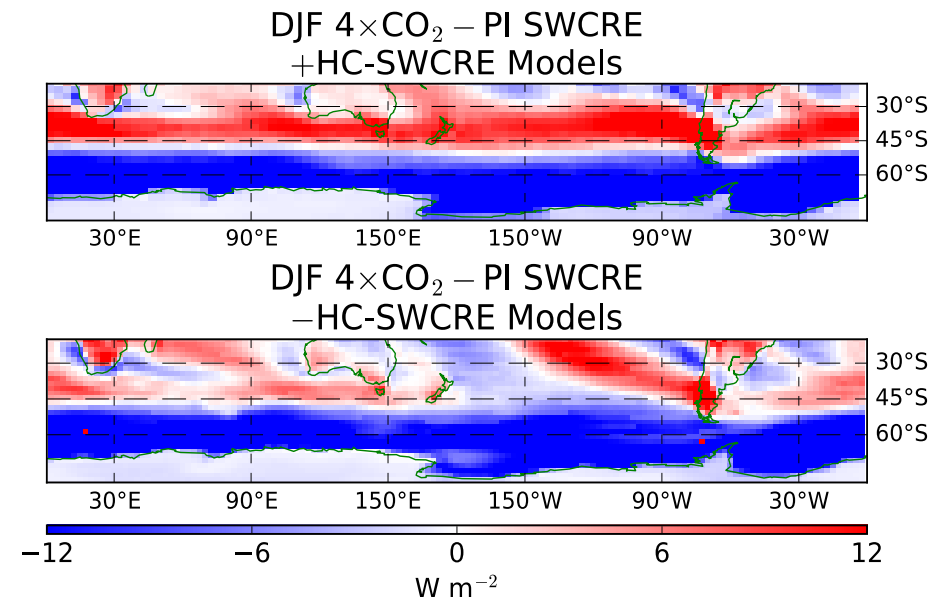 DJF 4×CO₂ − PI SWCRE
+HC-SWCRE Models
30°S
45°S
60°S
30°E 90°E 150°E 150°W 90°W 30°W
DJF 4×CO₂ − PI SWCRE
−HC-SWCRE Models
30°S
45°S
60°S
30°E 90°E 150°E 150°W 90°W 30°W
−12 −6 0 6 12
W m⁻²